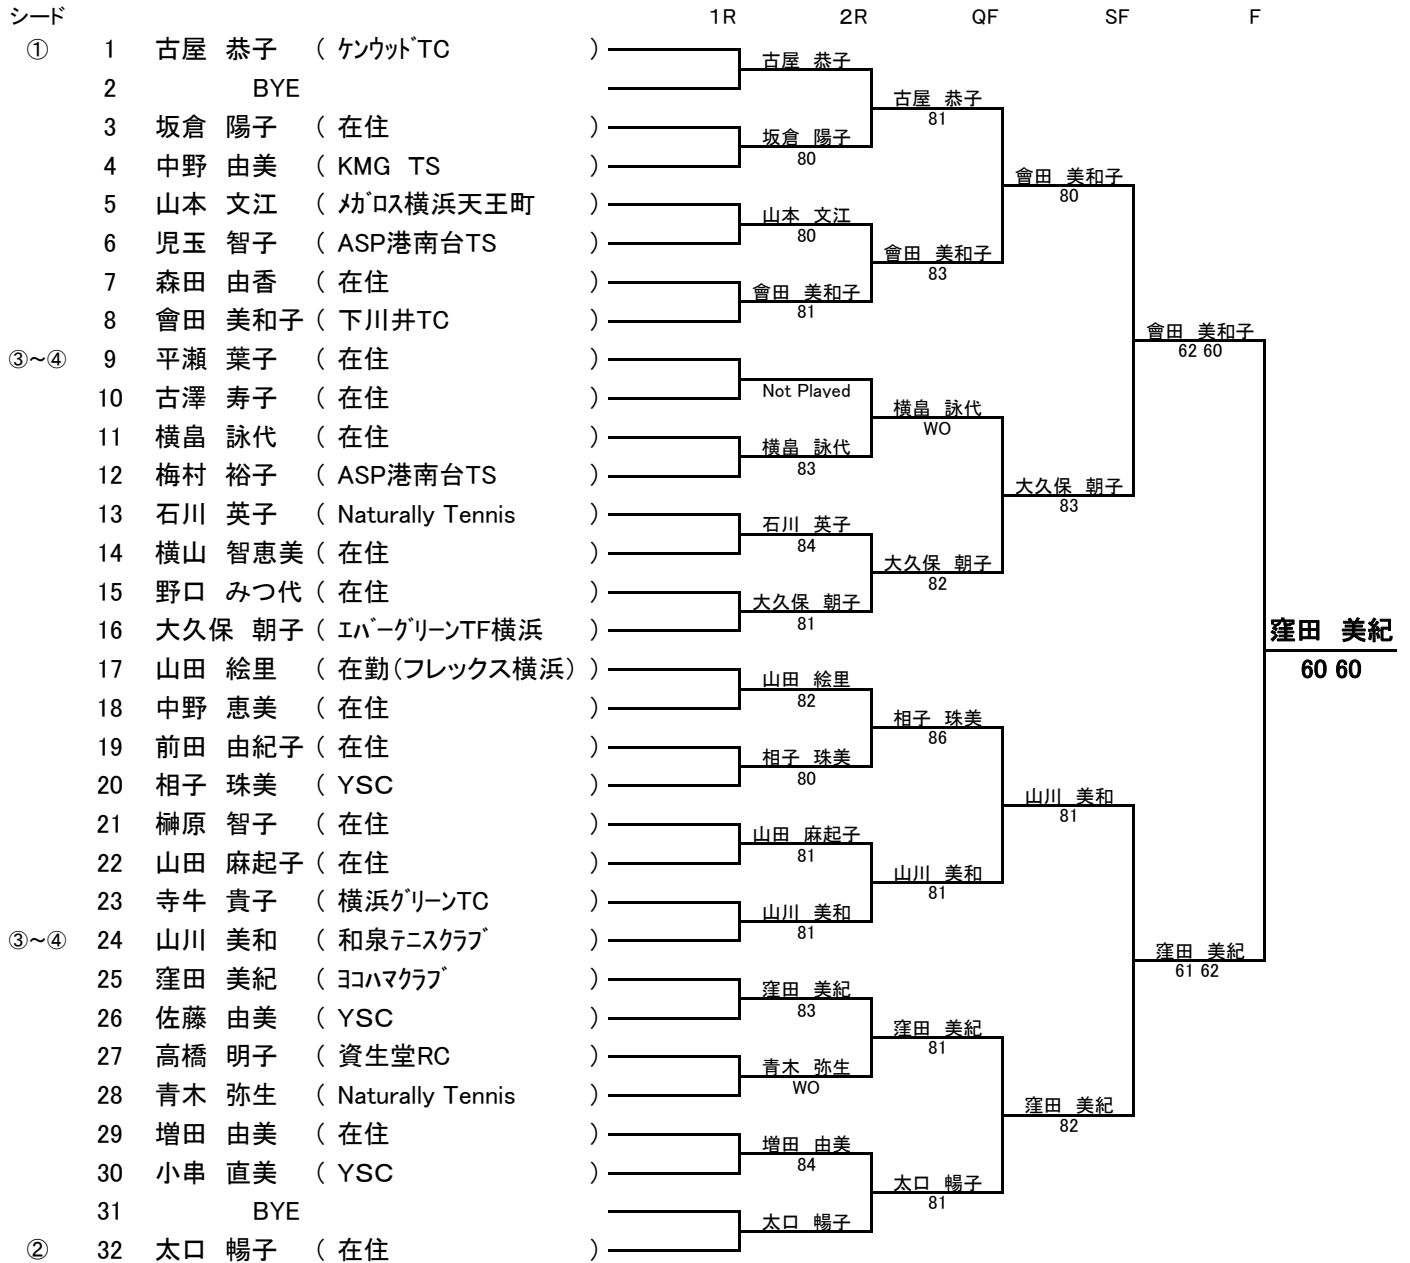 シード 1R 2R QF SF F
① 1 古屋 恭子 ( ケンウッドTC )
2 BYE
3 坂倉 陽子 ( 在住 )
4 中野 由美 ( KMG TS )
5 山本 文江 ( メガロス横浜天王町 )
6 児玉 智子 ( ASP港南台TS )
7 森田 由香 ( 在住 )
8 會田 美和子 ( 下川井TC )
③～④ 9 平瀬 葉子 ( 在住 )
10 古澤 寿子 ( 在住 )
11 横畠 詠代 ( 在住 )
12 梅村 裕子 ( ASP港南台TS )
13 石川 英子 ( Naturally Tennis )
14 横山 智恵美 ( 在住 )
15 野口 みつ代 ( 在住 )
16 大久保 朝子 ( エバーグリーンTF横浜 )
17 山田 絵里 ( 在勤(フレックス横浜) )
18 中野 恵美 ( 在住 )
19 前田 由紀子 ( 在住 )
20 相子 珠美 ( YSC )
21 榊原 智子 ( 在住 )
22 山田 麻起子 ( 在住 )
23 寺牛 貴子 ( 横浜グリーンTC )
③～④ 24 山川 美和 ( 和泉テニスクラブ )
25 窪田 美紀 ( ヨコハマクラブ )
26 佐藤 由美 ( YSC )
27 高橋 明子 ( 資生堂RC )
28 青木 弥生 ( Naturally Tennis )
29 増田 由美 ( 在住 )
30 小串 直美 ( YSC )
31 BYE
② 32 太口 暢子 ( 在住 )
古屋 恭子
坂倉 陽子
80
山本 文江
80
會田 美和子
81
Not Played
横畠 詠代
83
石川 英子
84
大久保 朝子
81
山田 絵里
82
相子 珠美
80
山田 麻起子
81
山川 美和
81
窪田 美紀
83
青木 弥生
WO
増田 由美
84
太口 暢子
古屋 恭子
81
會田 美和子
83
横畠 詠代
WO
大久保 朝子
82
相子 珠美
86
山川 美和
81
窪田 美紀
81
太口 暢子
81
會田 美和子
80
大久保 朝子
83
山川 美和
81
窪田 美紀
82
會田 美和子
62 60
窪田 美紀
61 62
窪田 美紀
60 60